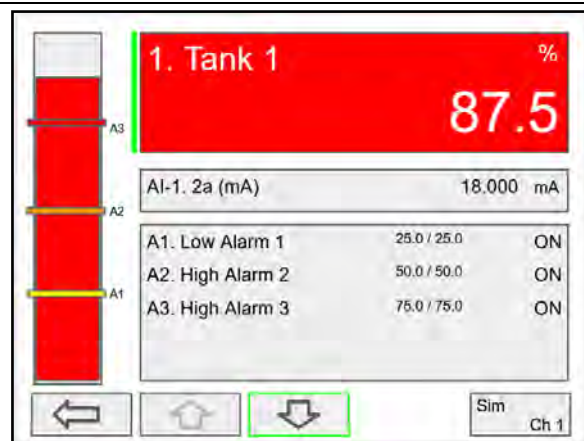 1. Tank 1 %
87.5
A3
AI-1. 2a (mA) 18.000 mA
A2
A1. Low Alarm 1 25.0 / 25.0 ON
A2. High Alarm 2 50.0 / 50.0 ON
A3. High Alarm 3 75.0 / 75.0 ON
A1
Sim
Ch 1